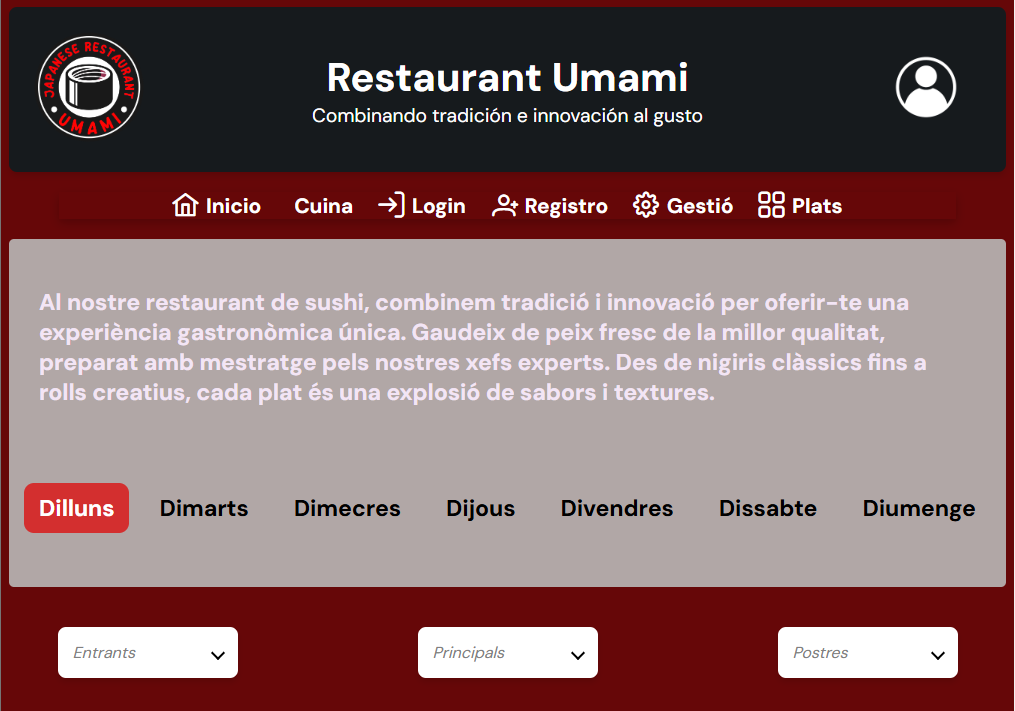 JAPANESE RESTAURANT
UMAMI
Restaurant Umami
Combinando tradición e innovación al gusto
Inicio Cuina Login Registro Gestió Plats
Al nostre restaurant de sushi, combinem tradició i innovació per oferir-te una
experiència gastronòmica única. Gaudeix de peix fresc de la millor qualitat,
preparat amb mestratge pels nostres xefs experts. Des de nigiris clàssics fins a
rolls creatius, cada plat és una explosió de sabors i textures.
Dilluns Dimarts Dimecres Dijous Divendres Dissabte Diumenge
Entrants Principals Postres